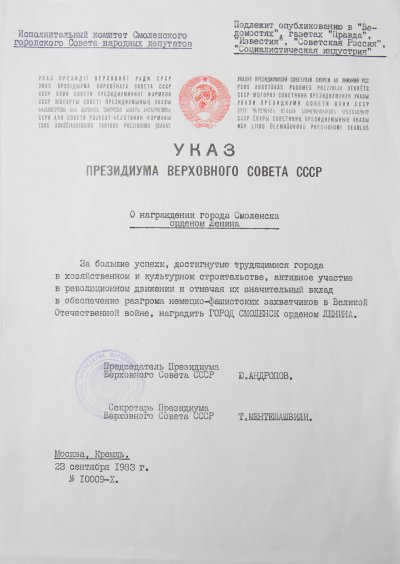 Исполнительный комитет Смоленского
городского Совета народных депутатов
Подлежит опубликованию в "Ве-
домостях", газетах "Правда",
"Известия", "Советская Россия",
"Социалистическая индустрия"
УКАЗ
ПРЕЗИДИУМА ВЕРХОВНОГО СОВЕТА СССР
О награждении города Смоленска
орденом Ленина
За большие успехи, достигнутые трудящимися города
в хозяйственном и культурном строительстве, активное участие
в революционном движении и отмечая их значительный вклад
в обеспечение разгрома немецко-фашистских захватчиков в Великой
Отечественной войне, наградить ГОРОД СМОЛЕНСК орденом ЛЕНИНА.
Председатель Президиума
Верховного Совета СССР Ю.АНДРОПОВ.
Секретарь Президиума
Верховного Совета СССР Т.МЕНТЕШАШВИЛИ.
Москва, Кремль.
23 сентября 1983 г.
№ 10009-X.